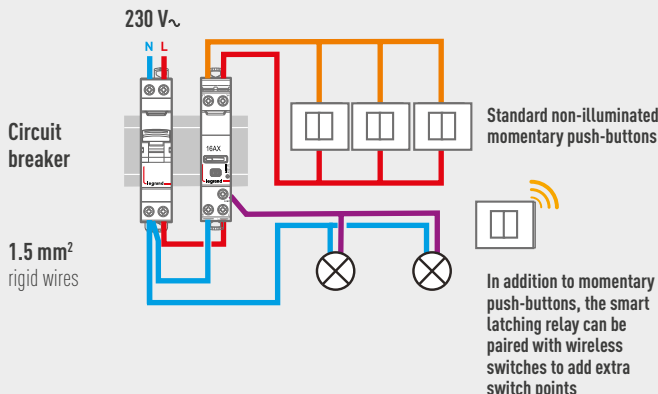 230 V~
N L
Circuit
breaker
16AX
legrand
legrand
Standard non-illuminated
momentary push-buttons
1.5 mm²
rigid wires
In addition to momentary
push-buttons, the smart
latching relay can be
paired with wireless
switches to add extra
switch points